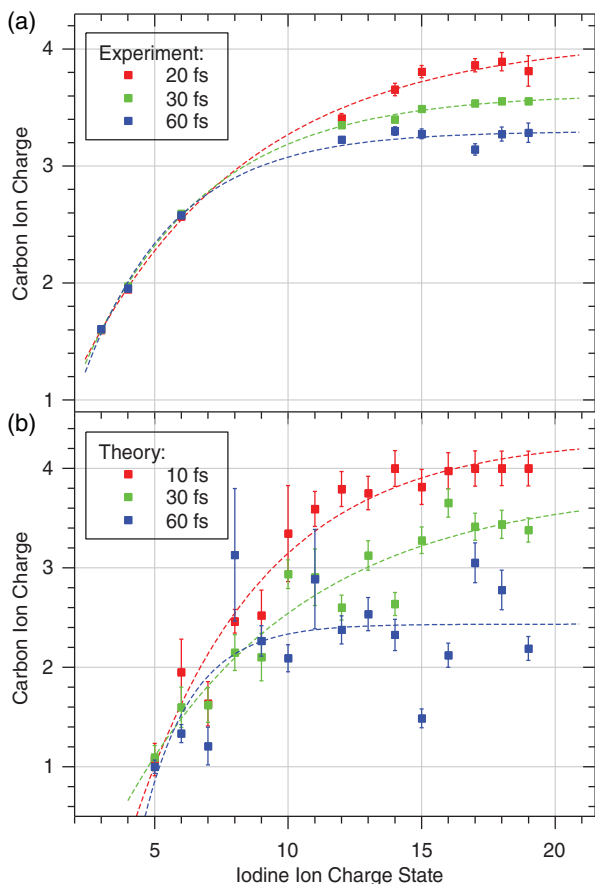 (a)
Experiment:
20 fs
30 fs
60 fs
4
3
2
1
Carbon Ion Charge
(b)
Theory:
10 fs
30 fs
60 fs
4
3
2
1
Carbon Ion Charge
5 10 15 20
Iodine Ion Charge State